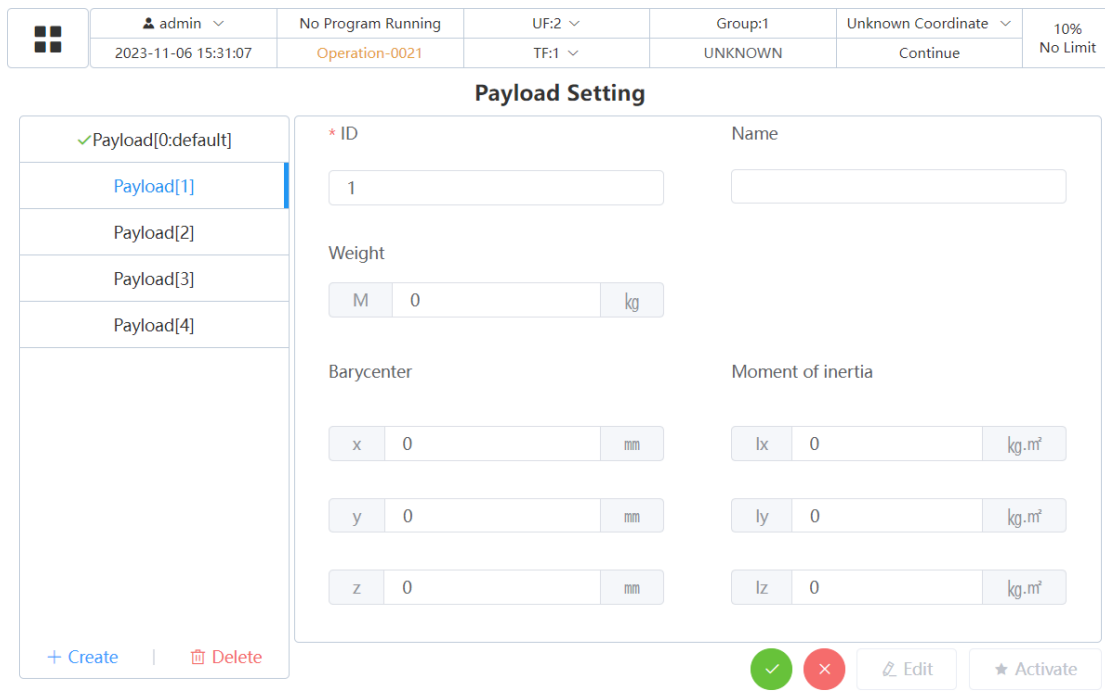 admin
No Program Running
UF:2
Group:1
Unknown Coordinate
10%
No Limit
2023-11-06 15:31:07
Operation-0021
TF:1
UNKNOWN
Continue
Payload Setting
Payload[0:default]
Payload[1]
Payload[2]
Payload[3]
Payload[4]
+ Create
Delete
* ID
1
Name
Weight
M 0 kg
Barycenter
x 0 mm
y 0 mm
z 0 mm
Moment of inertia
Ix 0 kg.m²
Iy 0 kg.m²
Iz 0 kg.m²
Edit
Activate